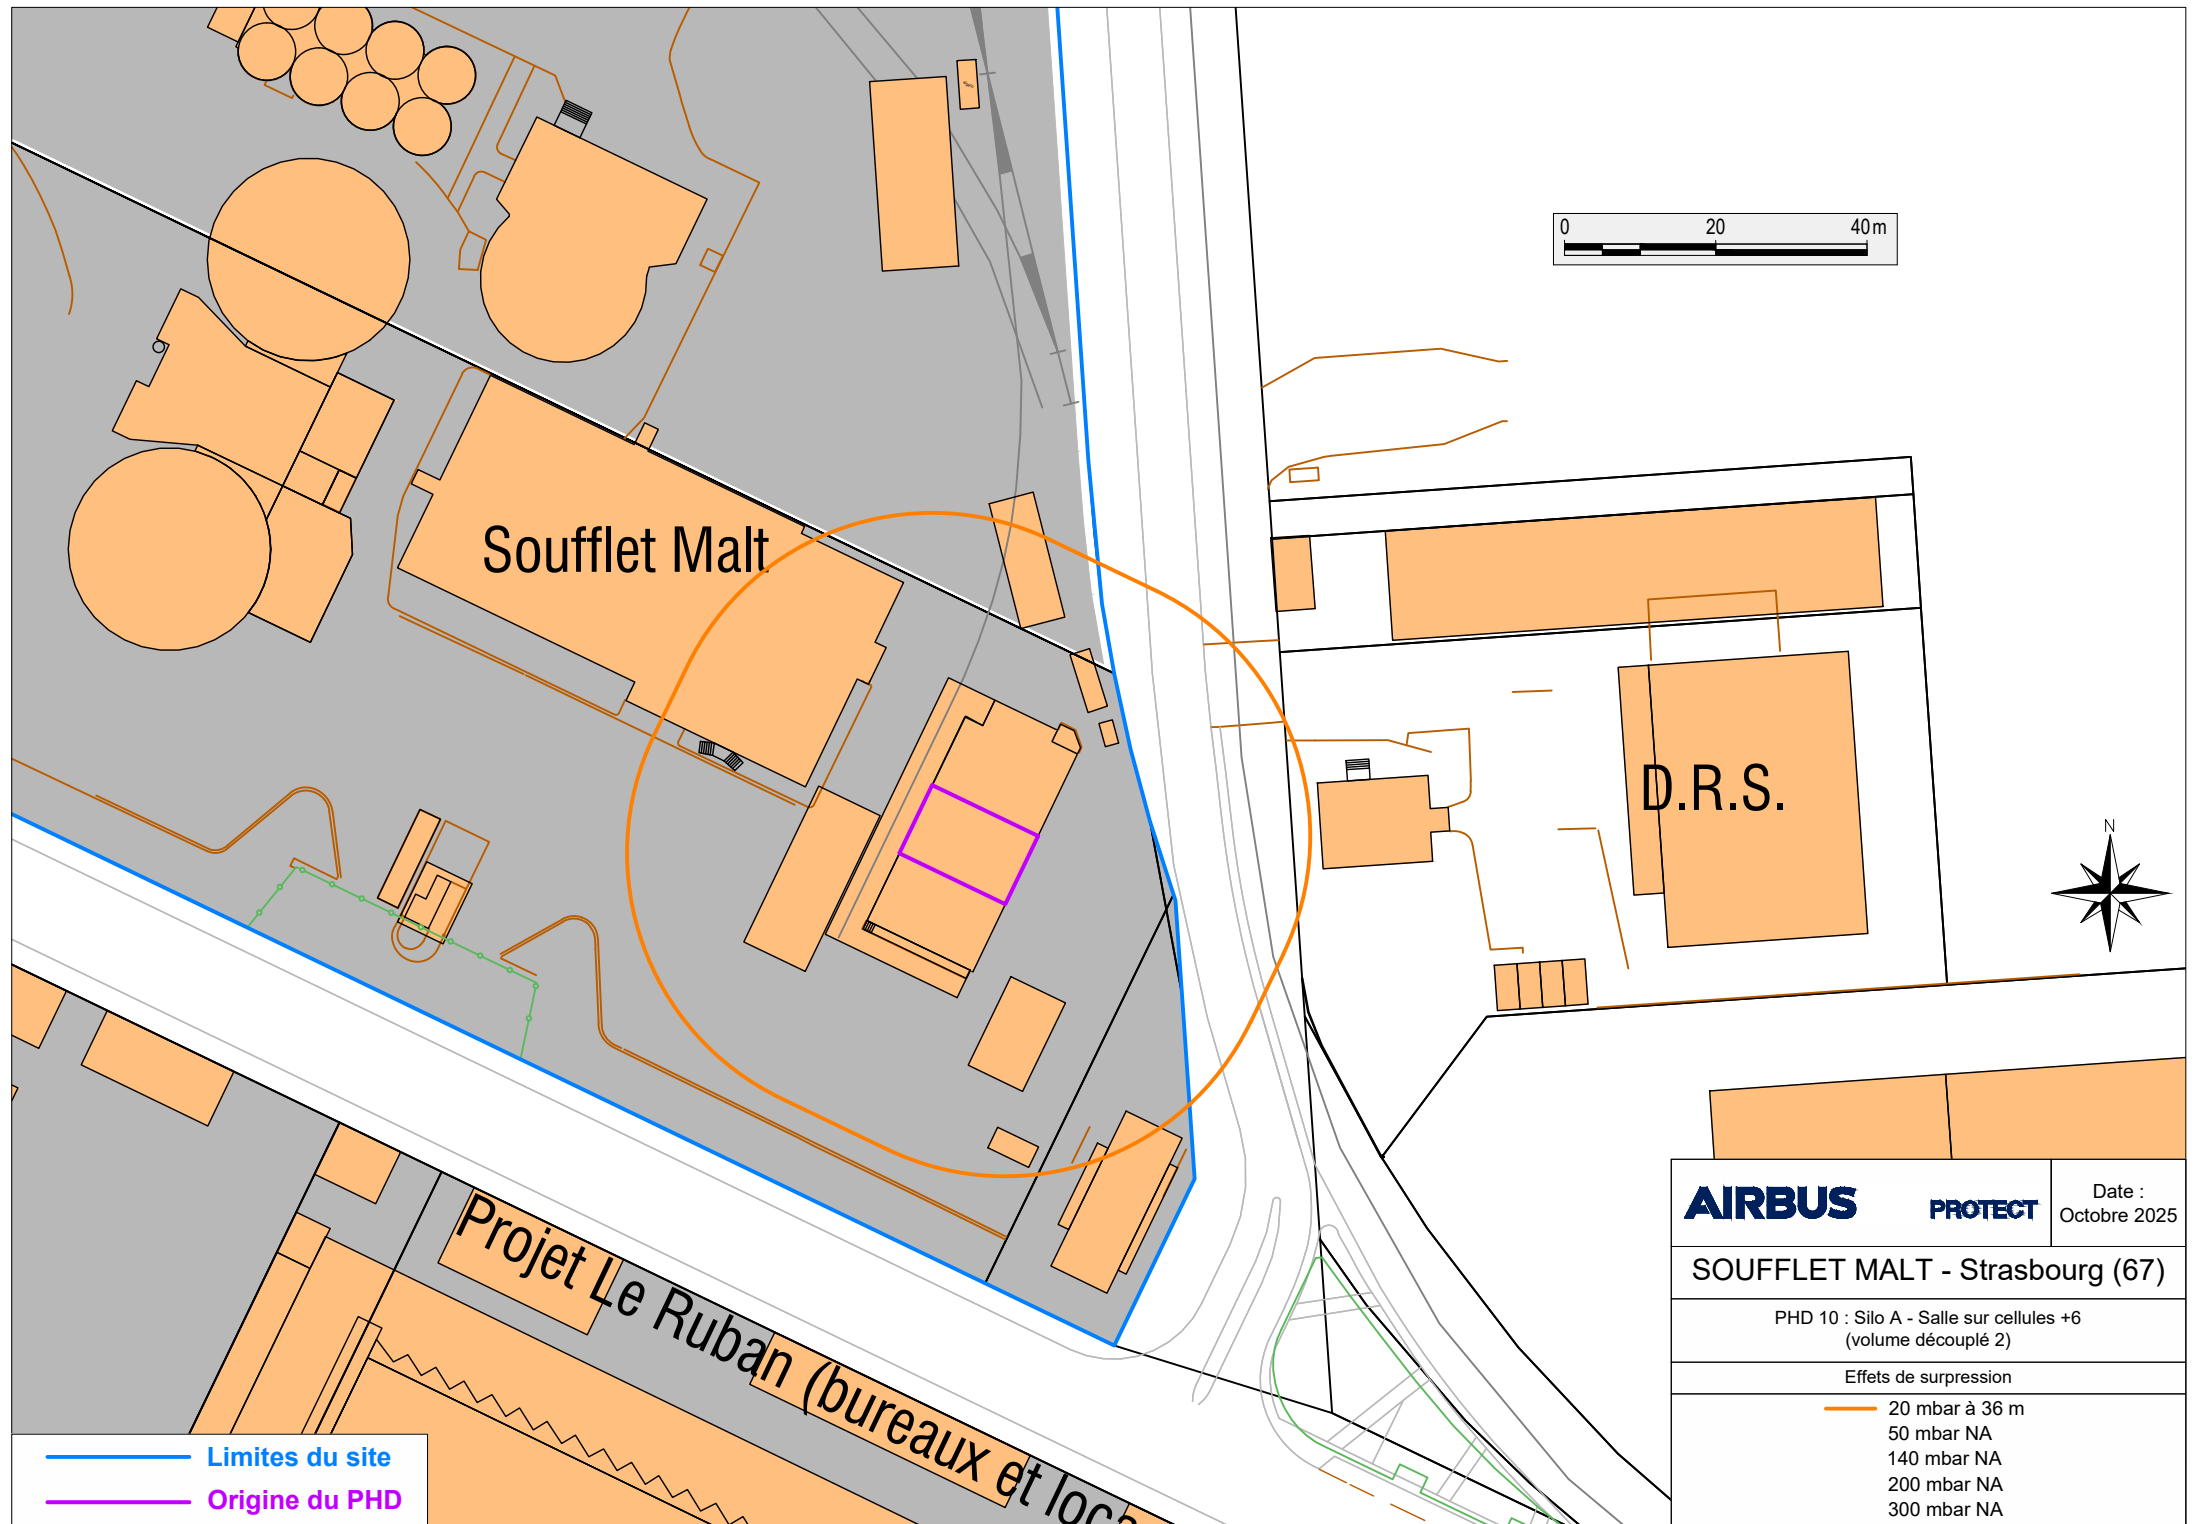 0 20 40m
Soufflet Malt
D.R.S.
N
Projet Le Ruban (bureaux et loca
Limites du site
Origine du PHD
AIRBUS PROTECT
Date :
Octobre 2025
SOUFFLET MALT - Strasbourg (67)
PHD 10 : Silo A - Salle sur cellules +6
(volume découplé 2)
Effets de surpression
20 mbar à 36 m
50 mbar NA
140 mbar NA
200 mbar NA
300 mbar NA